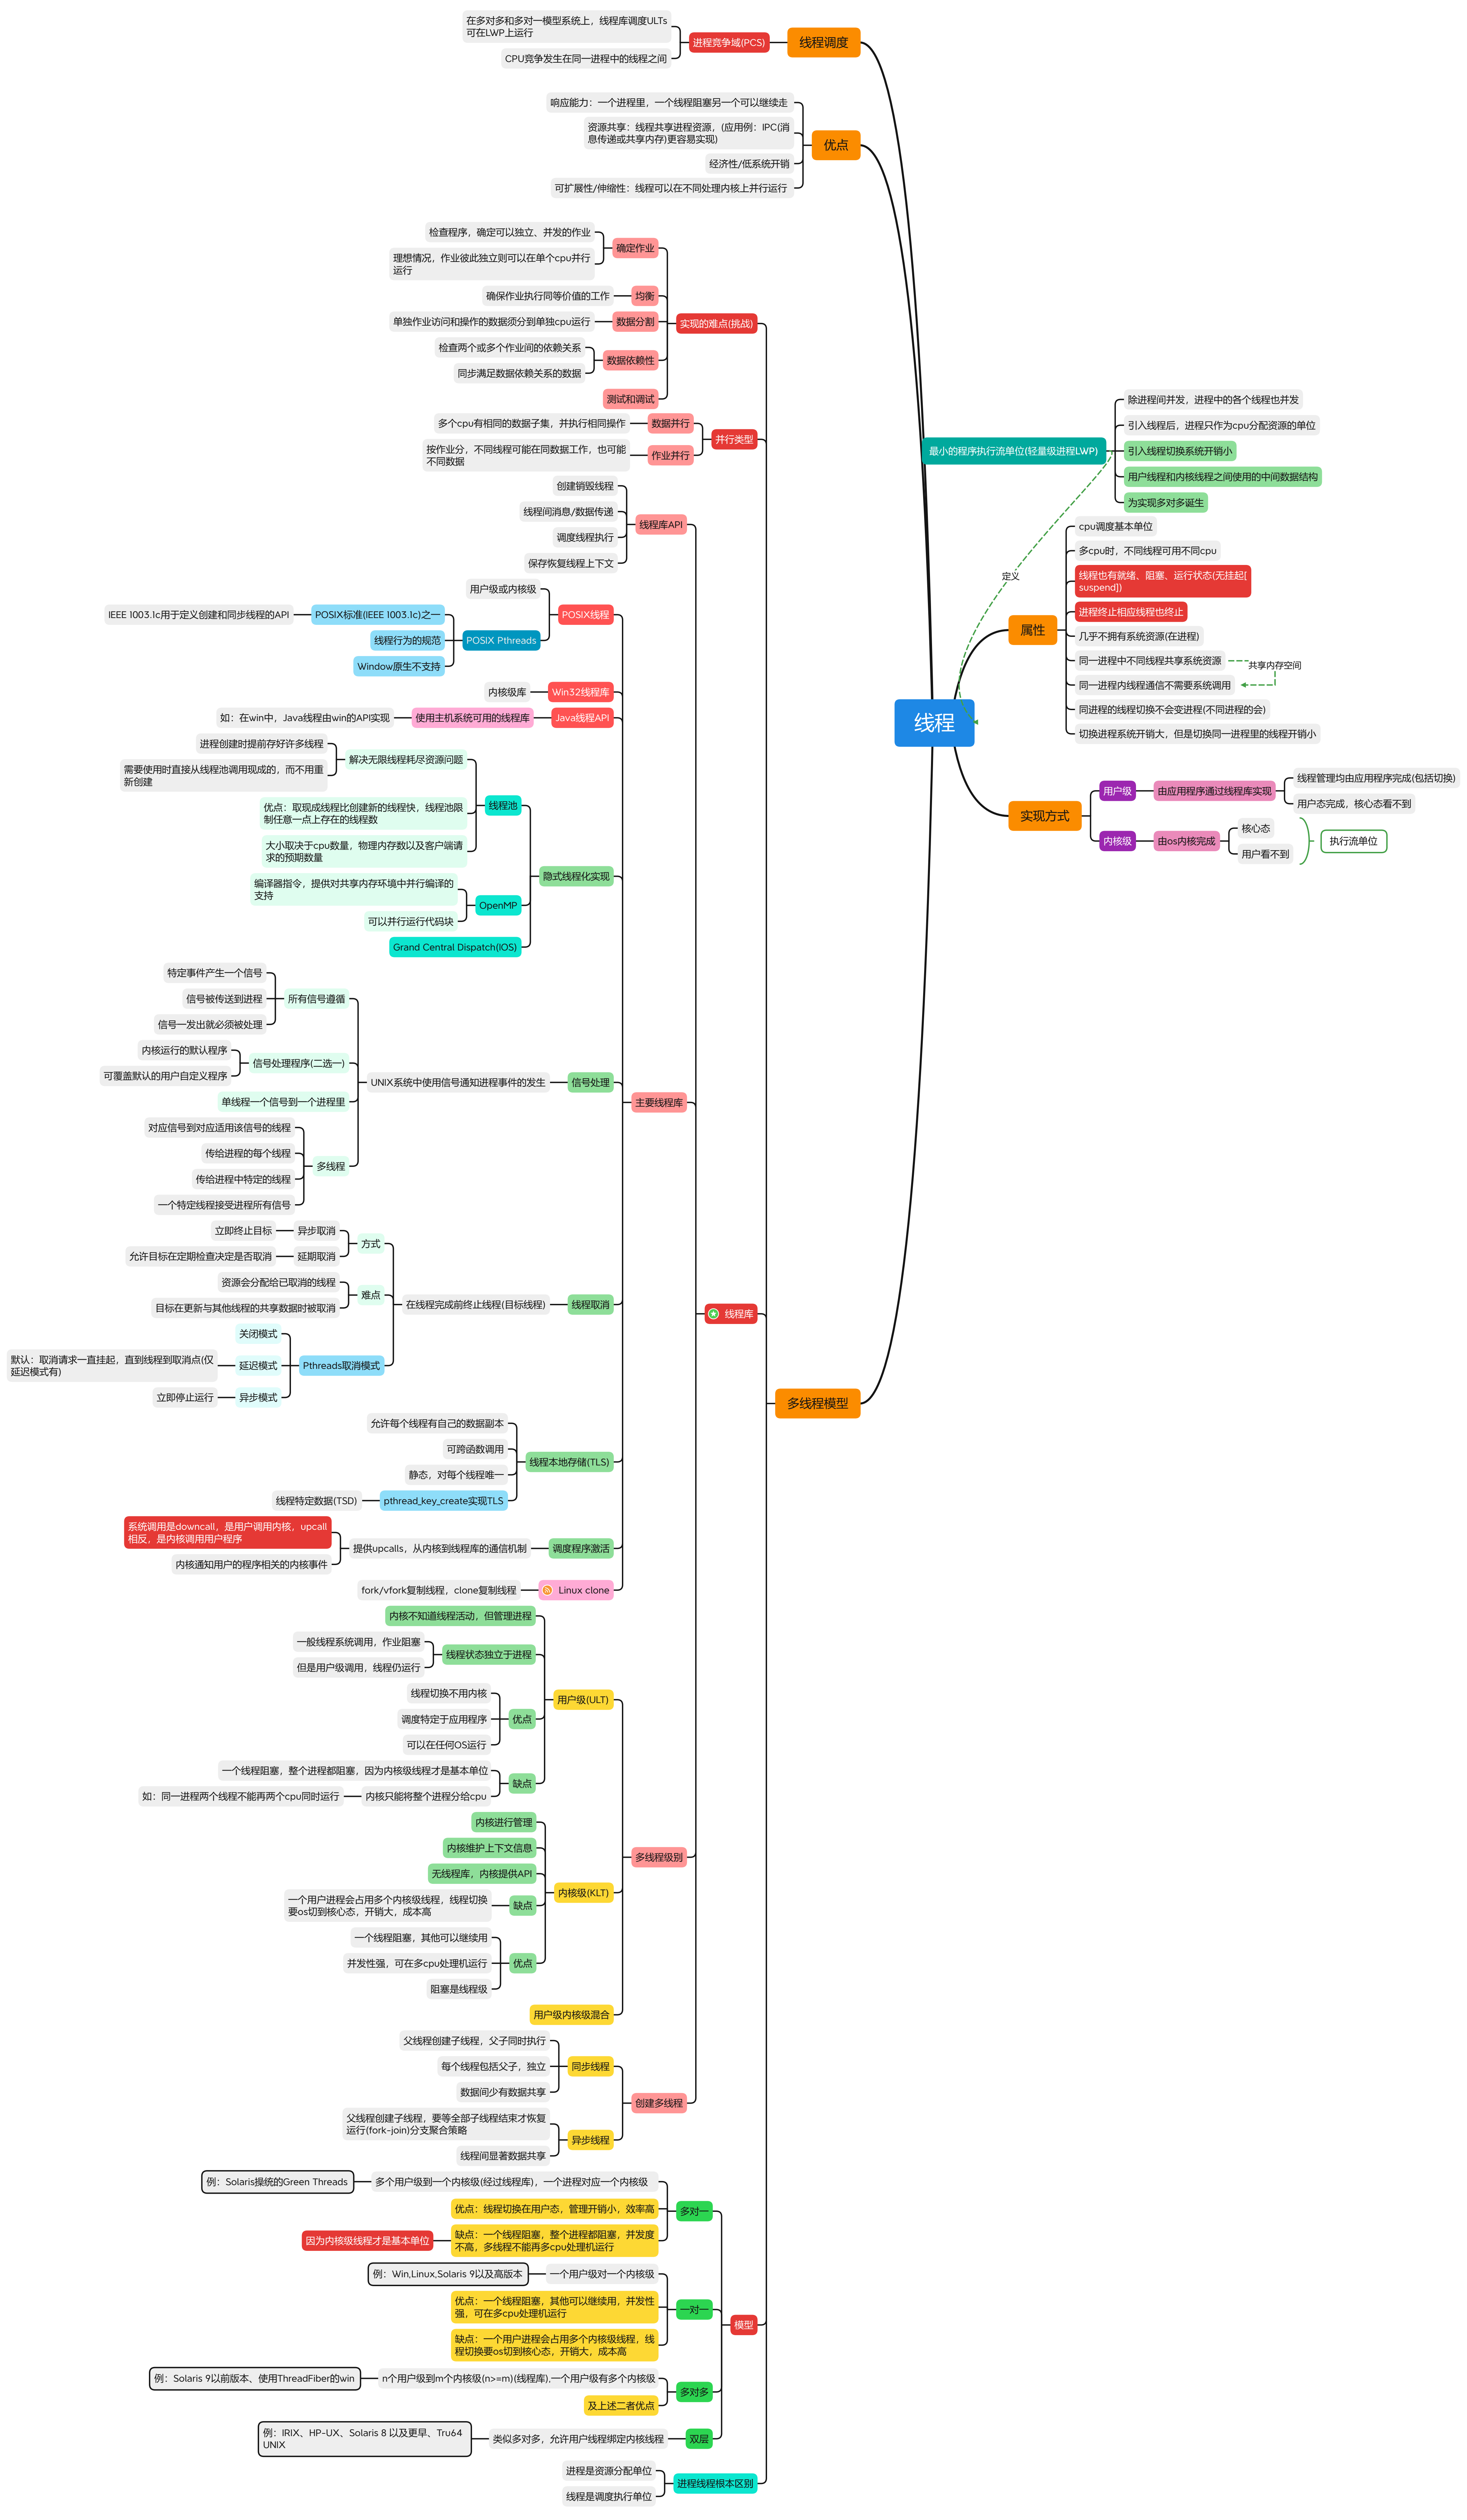 在多对多和多对一模型系统上，线程库调度ULTs
可在LWP上运行
CPU竞争发生在同一进程中的线程之间
进程竞争域(PCS)
线程调度
响应能力：一个进程里，一个线程阻塞另一个可以继续走
资源共享：线程共享进程资源，(应用例：IPC(消
息传递或共享内存)更容易实现)
经济性/低系统开销
可扩展性/伸缩性：线程可以在不同处理内核上并行运行
优点
检查程序，确定可以独立、并发的作业
理想情况，作业彼此独立则可以在单个cpu并行
运行
确定作业
确保作业执行同等价值的工作
均衡
单独作业访问和操作的数据须分到单独cpu运行
数据分割
检查两个或多个作业间的依赖关系
同步满足数据依赖关系的数据
数据依赖性
测试和调试
实现的难点(挑战)
多个cpu有相同的数据子集，并执行相同操作
数据并行
按作业分，不同线程可能在同数据工作，也可能
不同数据
作业并行
并行类型
创建销毁线程
线程间消息/数据传递
调度线程执行
保存恢复线程上下文
线程库API
用户级或内核级
IEEE 1003.1c用于定义创建和同步线程的API
POSIX标准(IEEE 1003.1c)之一
线程行为的规范
Window原生不支持
POSIX Pthreads
POSIX线程
内核级库
Win32线程库
如：在win中，Java线程由win的API实现
使用主机系统可用的线程库
Java线程API
进程创建时提前存好许多线程
需要使用时直接从线程池调用现成的，而不用重
新创建
解决无限线程耗尽资源问题
优点：取现成线程比创建新的线程快，线程池限
制任意一点上存在的线程数
大小取决于cpu数量，物理内存数以及客户端请
求的预期数量
线程池
编译器指令，提供对共享内存环境中并行编译的
支持
可以并行运行代码块
OpenMP
Grand Central Dispatch(IOS)
隐式线程化实现
特定事件产生一个信号
信号被传送到进程
信号一发出就必须被处理
所有信号遵循
内核运行的默认程序
可覆盖默认的用户自定义程序
信号处理程序(二选一)
单线程一个信号到一个进程里
对应信号到对应适用该信号的线程
传给进程的每个线程
传给进程中特定的线程
一个特定线程接受进程所有信号
多线程
UNIX系统中使用信号通知进程事件的发生
信号处理
主要线程库
立即终止目标
异步取消
允许目标在定期检查决定是否取消
延期取消
方式
资源会分配给已取消的线程
目标在更新与其他线程的共享数据时被取消
难点
关闭模式
默认：取消请求一直挂起，直到线程到取消点(仅
延迟模式有)
延迟模式
立即停止运行
异步模式
Pthreads取消模式
在线程完成前终止线程(目标线程)
线程取消
线程库
允许每个线程有自己的数据副本
可跨函数调用
静态，对每个线程唯一
线程特定数据(TSD)
pthread_key_create实现TLS
线程本地存储(TLS)
系统调用是downcall，是用户调用内核，upcall
相反，是内核调用用户程序
内核通知用户的程序相关的内核事件
提供upcalls，从内核到线程库的通信机制
调度程序激活
fork/vfork复制线程，clone复制线程
Linux clone
多线程模型
内核不知道线程活动，但管理进程
一般线程系统调用，作业阻塞
但是用户级调用，线程仍运行
线程状态独立于进程
线程切换不用内核
调度特定于应用程序
可以在任何OS运行
优点
一个线程阻塞，整个进程都阻塞，因为内核级线程才是基本单位
如：同一进程两个线程不能再两个cpu同时运行
内核只能将整个进程分给cpu
缺点
用户级(ULT)
内核进行管理
内核维护上下文信息
无线程库，内核提供API
一个用户进程会占用多个内核级线程，线程切换
要os切到核心态，开销大，成本高
缺点
一个线程阻塞，其他可以继续用
并发性强，可在多cpu处理机运行
阻塞是线程级
优点
内核级(KLT)
用户级内核级混合
多线程级别
父线程创建子线程，父子同时执行
每个线程包括父子，独立
数据间少有数据共享
同步线程
父线程创建子线程，要等全部子线程结束才恢复
运行(fork-join)分支聚合策略
线程间显著数据共享
异步线程
创建多线程
例：Solaris操统的Green Threads
多个用户级到一个内核级(经过线程库)，一个进程对应一个内核级
优点：线程切换在用户态，管理开销小，效率高
因为内核级线程才是基本单位
缺点：一个线程阻塞，整个进程都阻塞，并发度
不高，多线程不能再多cpu处理机运行
多对一
例：Win,Linux,Solaris 9以及高版本
一个用户级对一个内核级
优点：一个线程阻塞，其他可以继续用，并发性
强，可在多cpu处理机运行
缺点：一个用户进程会占用多个内核级线程，线
程切换要os切到核心态，开销大，成本高
一对一
例：Solaris 9以前版本、使用ThreadFiber的win
n个用户级到m个内核级(n>=m)(线程库),一个用户级有多个内核级
及上述二者优点
多对多
例：IRIX、HP-UX、Solaris 8 以及更早、Tru64
UNIX
类似多对多，允许用户线程绑定内核线程
双层
模型
进程是资源分配单位
线程是调度执行单位
进程线程根本区别
线程
最小的程序执行流单位(轻量级进程LWP)
除进程间并发，进程中的各个线程也并发
引入线程后，进程只作为cpu分配资源的单位
引入线程切换系统开销小
用户线程和内核线程之间使用的中间数据结构
为实现多对多诞生
定义
属性
cpu调度基本单位
多cpu时，不同线程可用不同cpu
线程也有就绪、阻塞、运行状态(无挂起[
suspend])
进程终止相应线程也终止
几乎不拥有系统资源(在进程)
同一进程中不同线程共享系统资源
共享内存空间
同一进程内线程通信不需要系统调用
同进程的线程切换不会变进程(不同进程的会)
切换进程系统开销大，但是切换同一进程里的线程开销小
实现方式
用户级
由应用程序通过线程库实现
线程管理均由应用程序完成(包括切换)
用户态完成，核心态看不到
内核级
由os内核完成
核心态
用户看不到
执行流单位